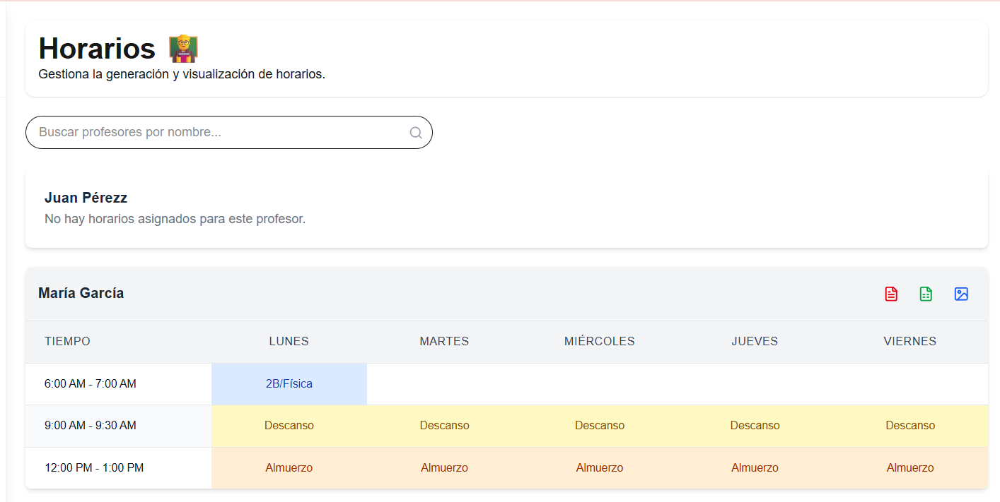 Horarios
Gestiona la generación y visualización de horarios.
Buscar profesores por nombre...
Juan Pérezz
No hay horarios asignados para este profesor.
María García
TIEMPO LUNES MARTES MIÉRCOLES JUEVES VIERNES
6:00 AM - 7:00 AM 2B/Física
9:00 AM - 9:30 AM Descanso Descanso Descanso Descanso Descanso
12:00 PM - 1:00 PM Almuerzo Almuerzo Almuerzo Almuerzo Almuerzo